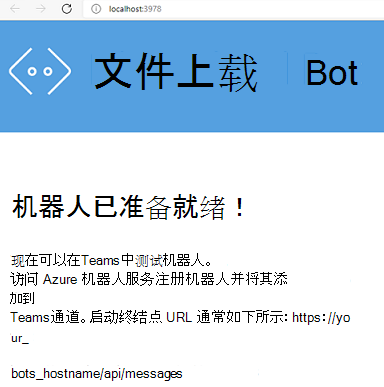 localhost:3978
文件上载 Bot
机器人已准备就绪！
现在可以在Teams中测试机器人。
访问 Azure 机器人服务注册机器人并将其添
加到
Teams通道。启动终结点 URL 通常如下所示: https://yo
ur_
bots_hostname/api/messages